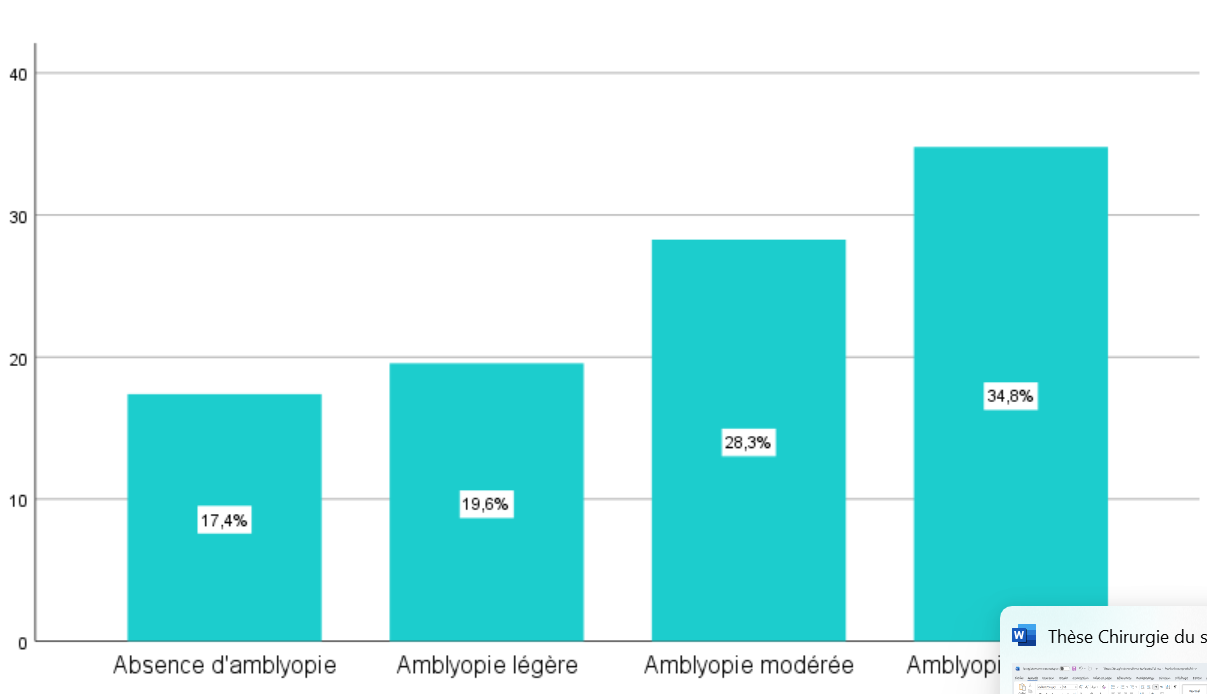 40
30
20
10
0
17,4%
19,6%
28,3%
34,8%
Absence d'amblyopie
Amblyopie légère
Amblyopie modérée
Amblyopi
W
Thèse Chirurgie du s